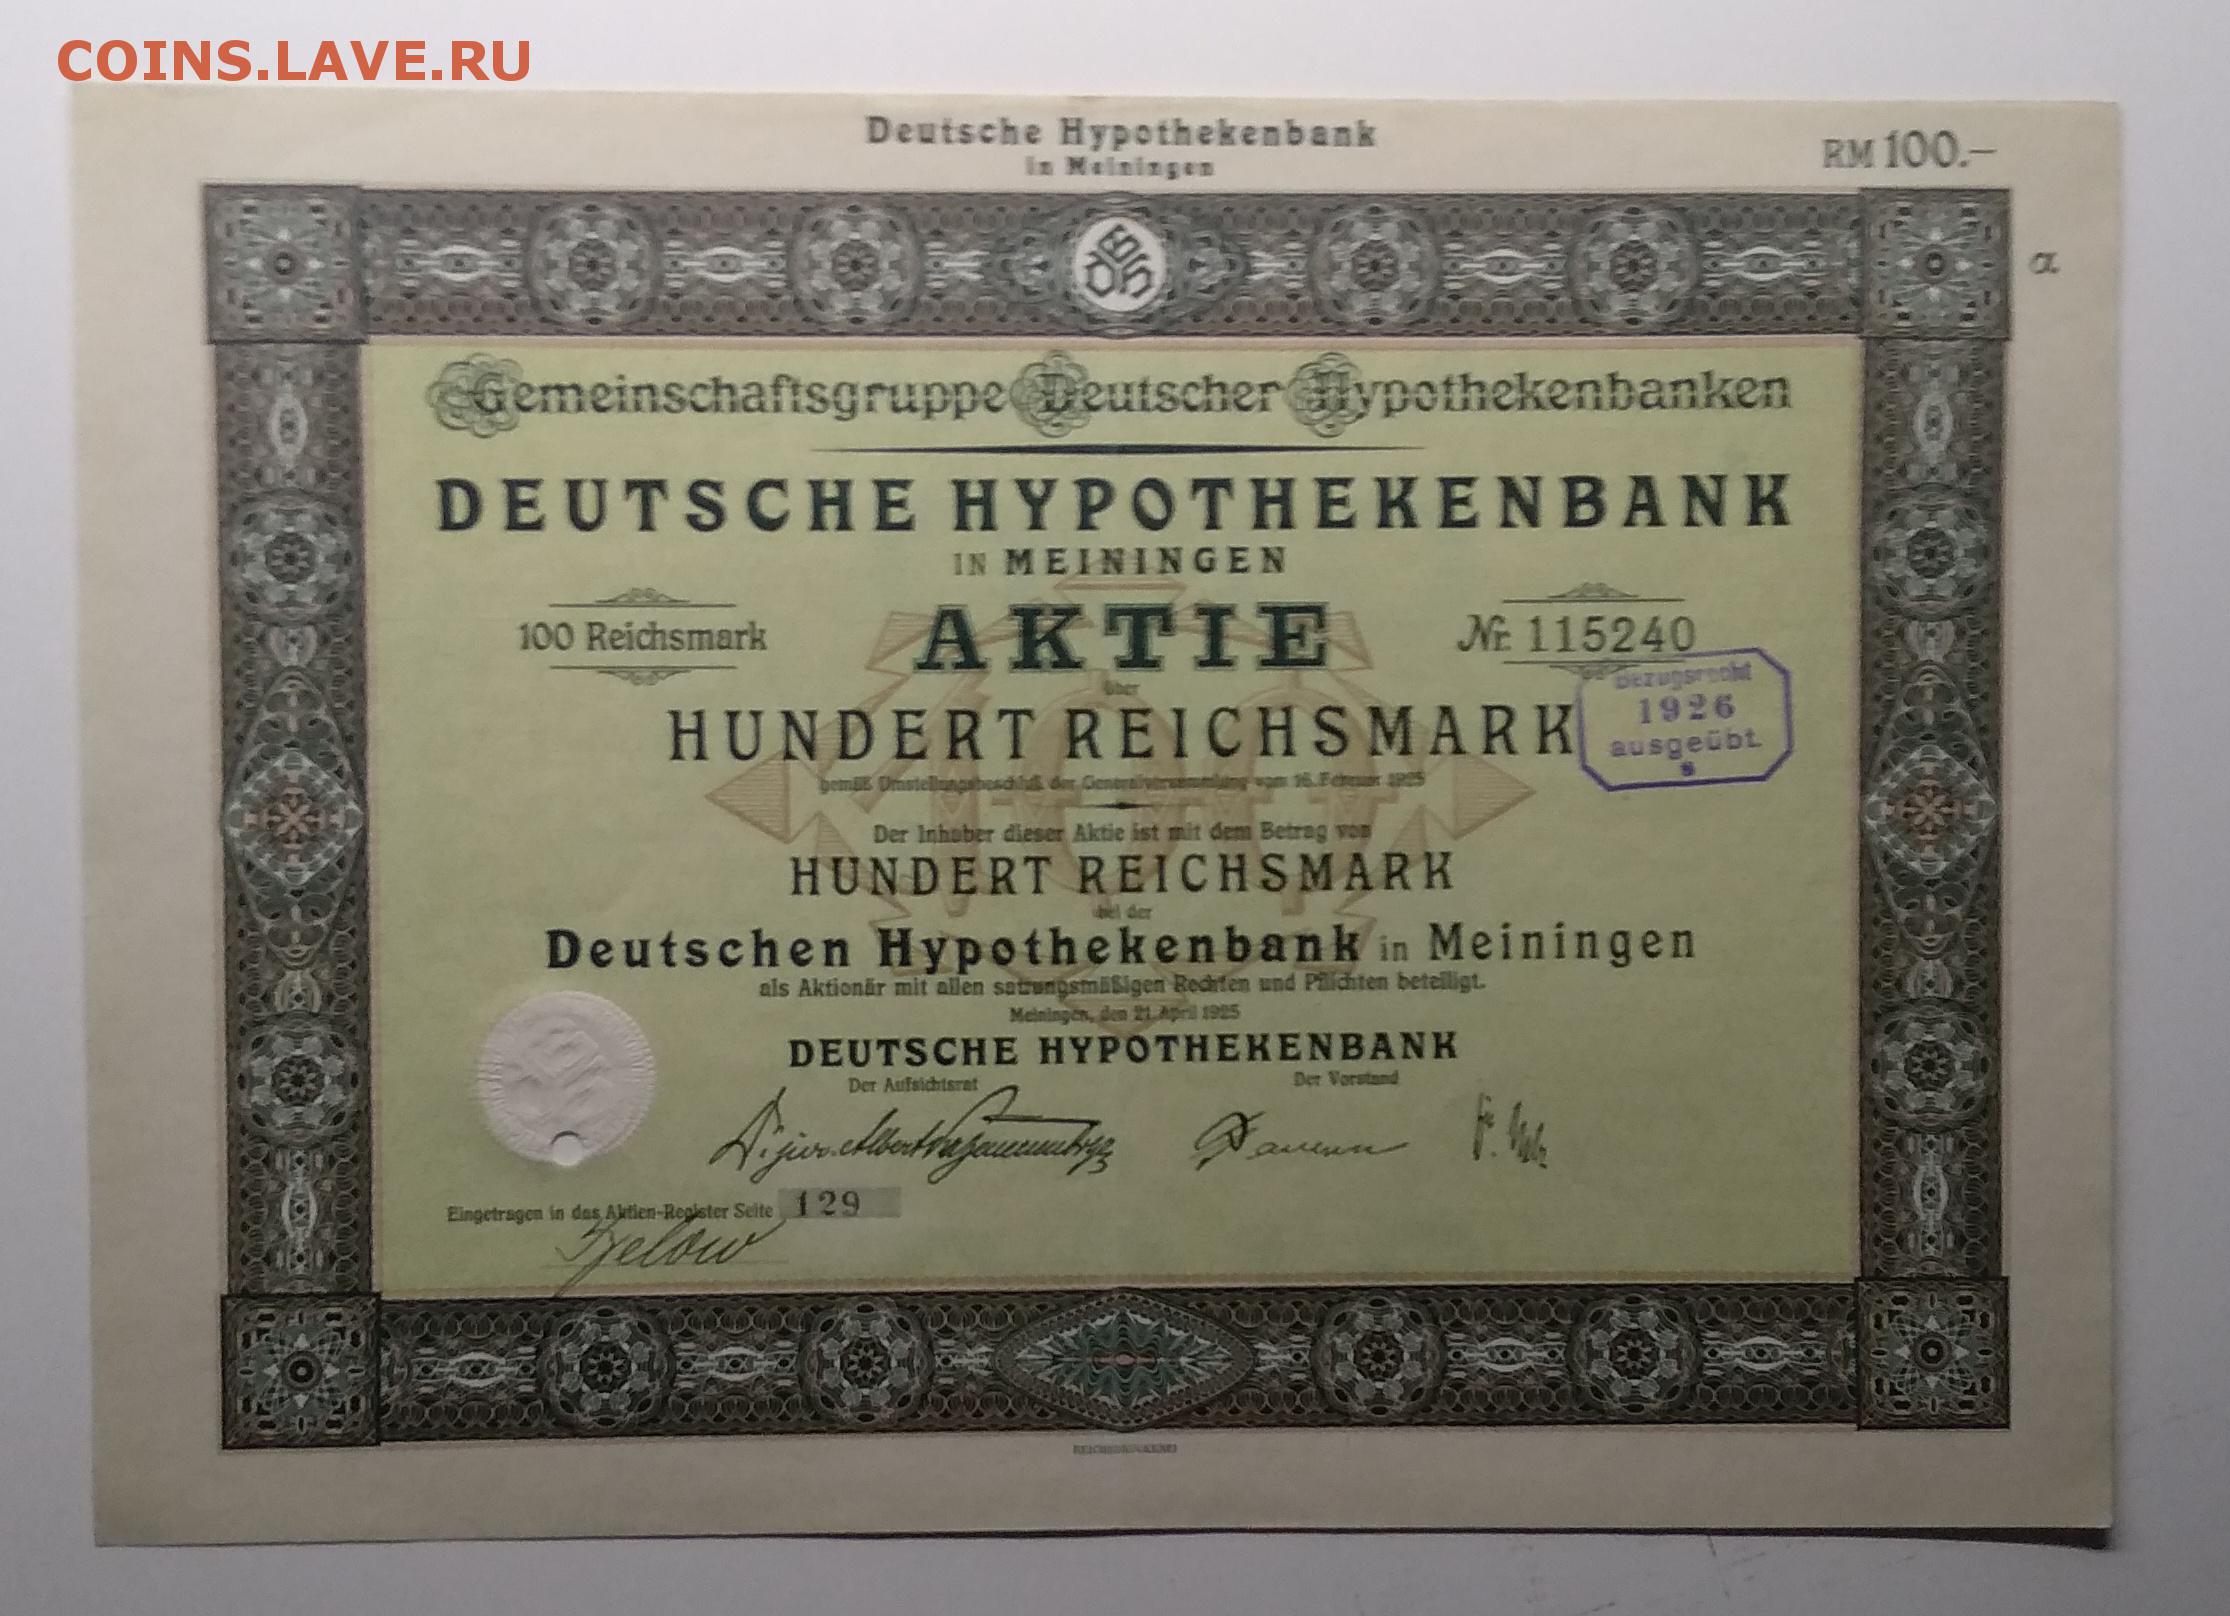 COINS.LAVE.RU
Deutsche Hypothekenbank
in Meiningen
RM 100.–
α
Gemeinschaftsgruppe Deutscher Hypothekenbanken
DEUTSCHE HYPOTHEKENBANK
IN MEININGEN
100 Reichsmark
AKTIE
Nr. 115240
über
HUNDERT REICHSMARK
Bezugsrecht
1926
ausgeübt.
gemäß Umstellungsbeschluß der Generalversammlung vom 16. Februar 1925
Der Inhaber dieser Aktie ist mit dem Betrag von
HUNDERT REICHSMARK
bei der
Deutschen Hypothekenbank in Meiningen
als Aktionär mit allen satzungsmäßigen Rechten und Pflichten beteiligt.
Meiningen, den 21. April 1925
DEUTSCHE HYPOTHEKENBANK
Der Aufsichtsrat
Der Vorstand
Eingetragen in das Aktien-Register Seite 129
REICHSDRUCKEREI